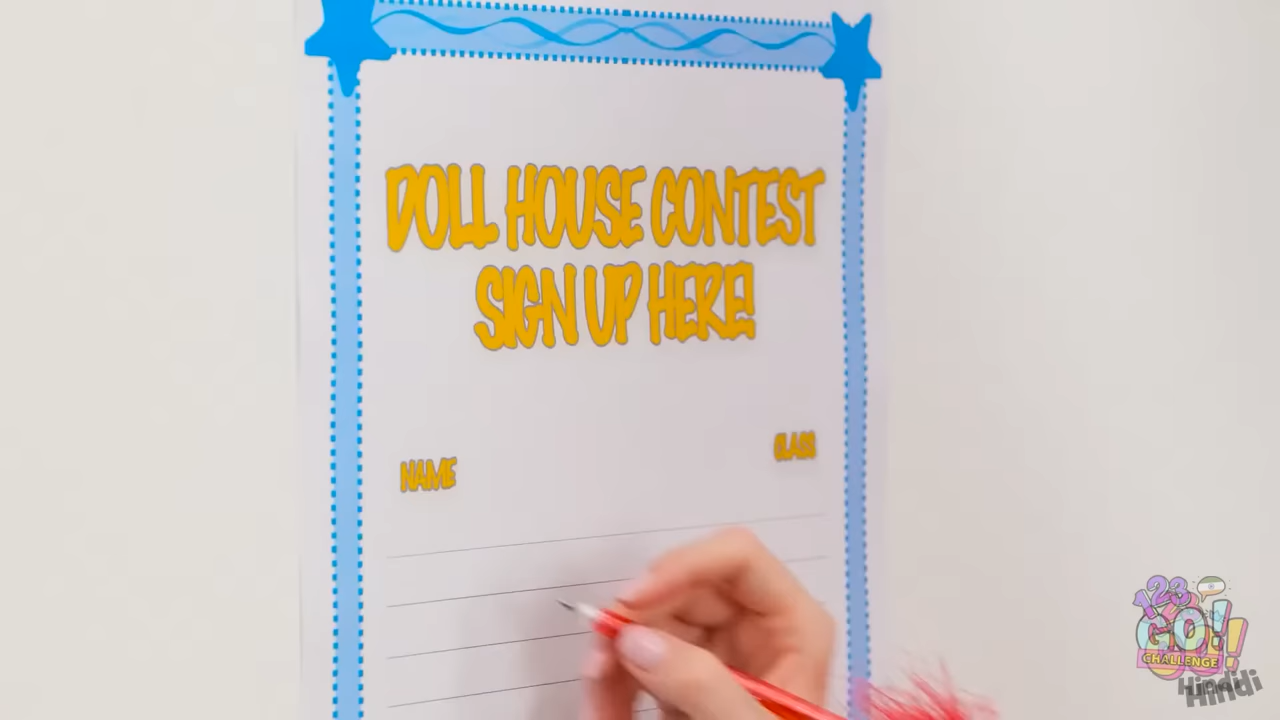 DOLL HOUSE CONTEST
SIGN UP HERE!
NAME
CLASS
123
GO!
CHALLENGE
Hindi